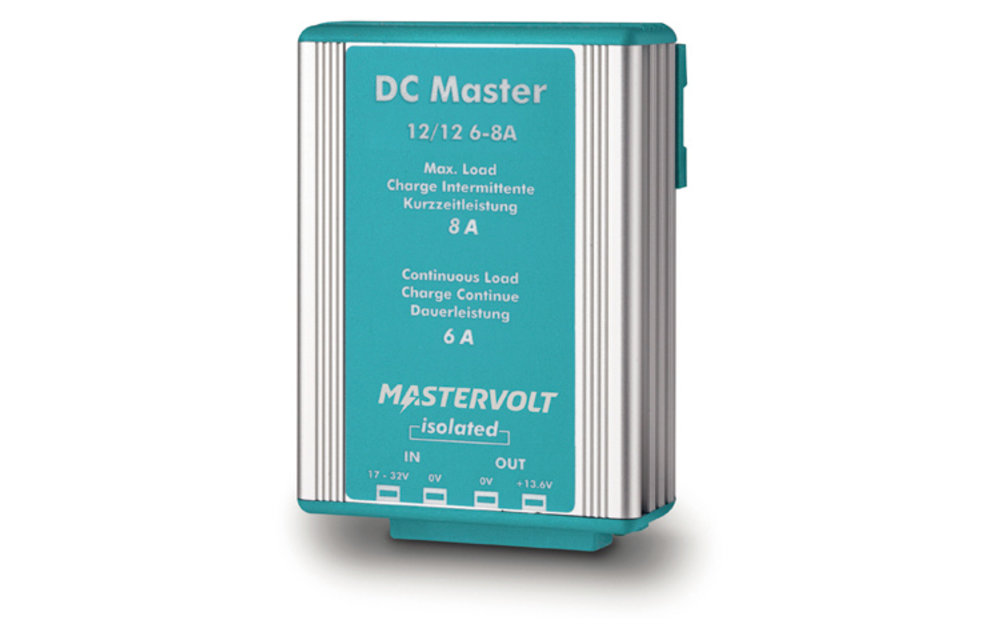 DC Master
12/12 6-8A
Max. Load
Charge Intermittente
Kurzzeitleistung
8 A
Continuous Load
Charge Continue
Dauerleistung
6 A
MASTERVOLT
isolated
IN OUT
17 - 32V 0V 0V +13.6V